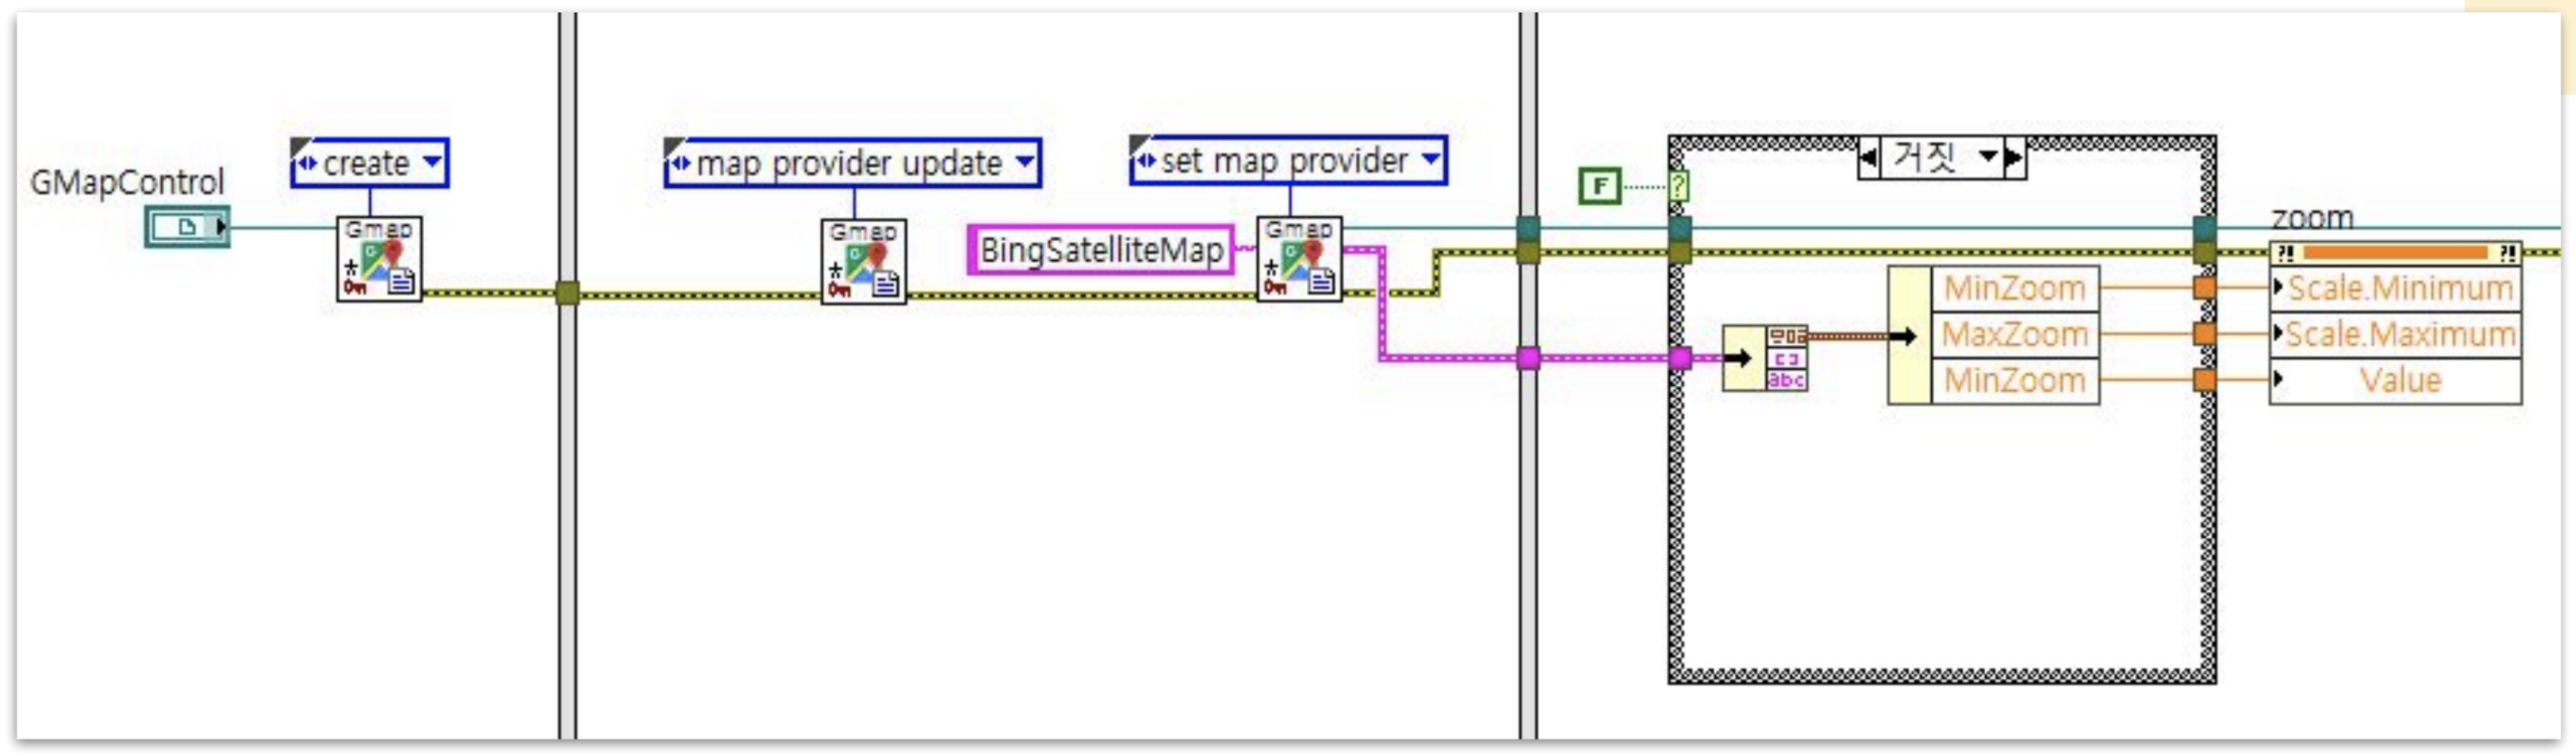 GMapControl
create
Gmap
map provider update
Gmap
BingSatelliteMap
set map provider
Gmap
F
?
거짓
abc
MinZoom
MaxZoom
MinZoom
zoom
?!
?!
Scale.Minimum
Scale.Maximum
Value